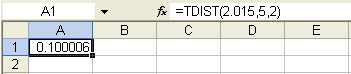 A1 fx =TDIST(2.015,5,2)
A B C D E
1 0.100006
2